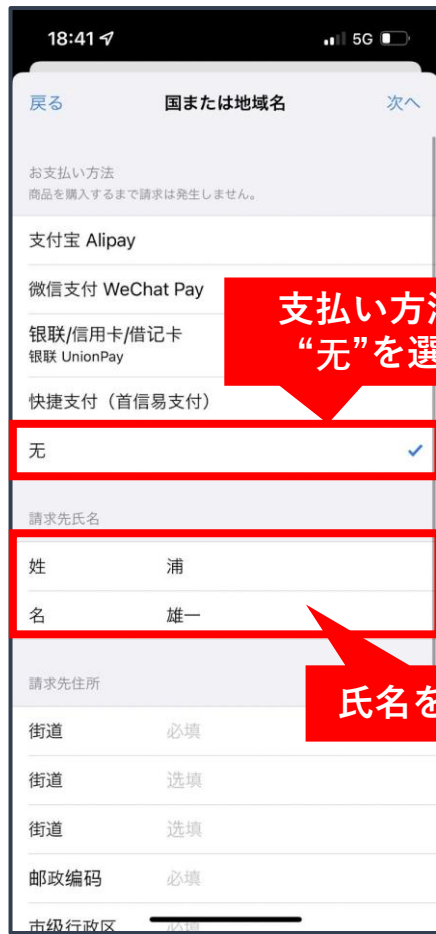 18:41
5G
戻る 国または地域名 次へ
お支払い方法
商品を購入するまで請求は発生しません。
支付宝 Alipay
微信支付 WeChat Pay
银联/信用卡/借记卡
银联 UnionPay
支払い方
“无”を選
快捷支付（首信易支付）
无
請求先氏名
姓 浦
名 雄一
氏名を
請求先住所
街道 必填
街道 选填
街道 选填
邮政编码 必填
市级行政区 必填